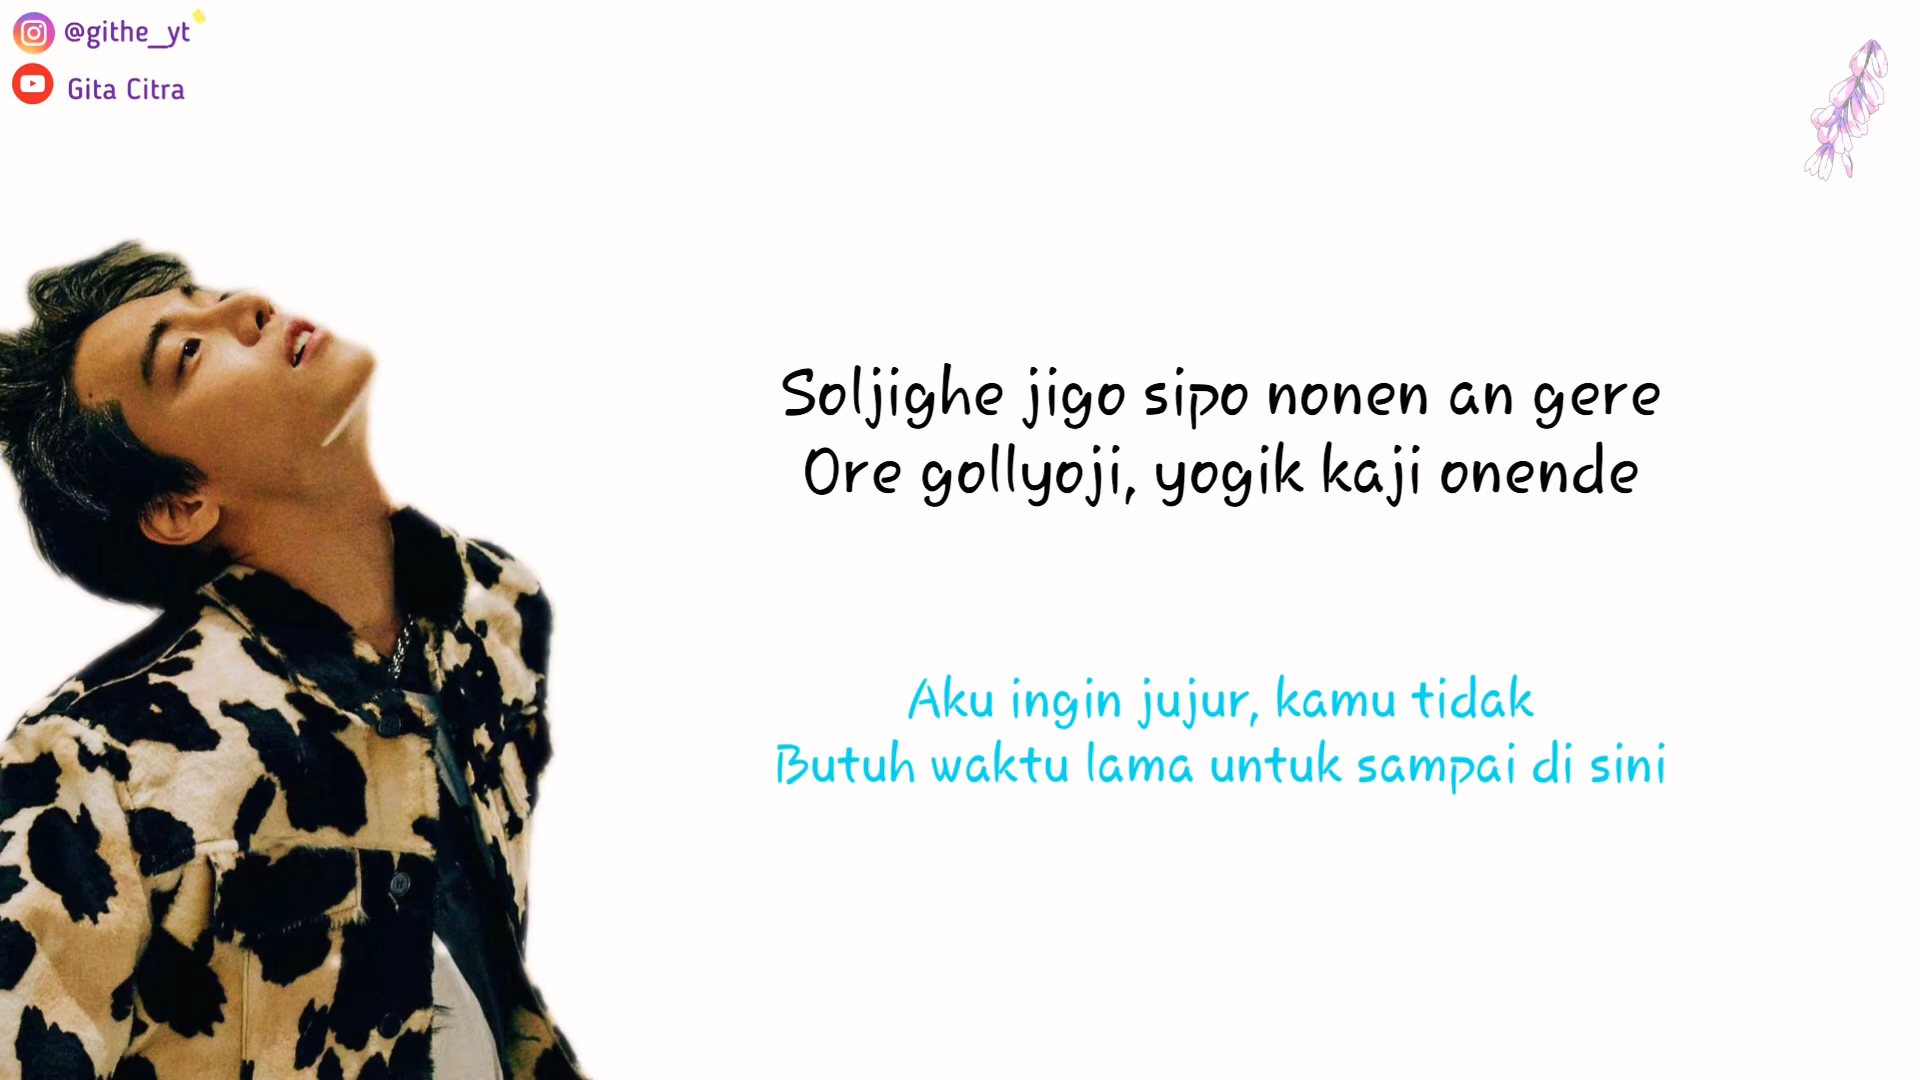 @githe_yt
Gita Citra
Soljighe jigo sipo nonen an gere
Ore gollyoji, yogik kaji onende
Aku ingin jujur, kamu tidak
Butuh waktu lama untuk sampai di sini